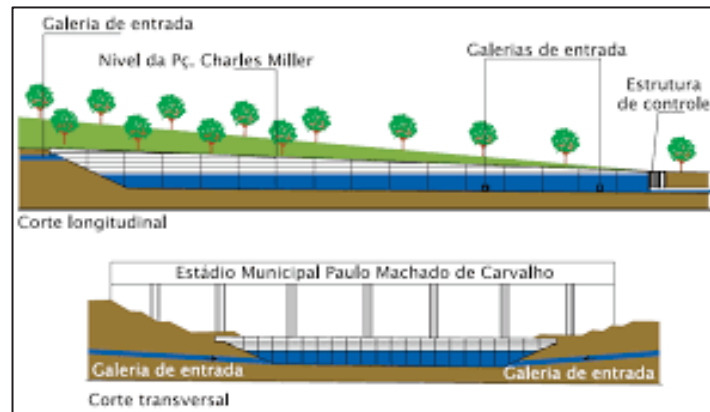 Galeria de entrada
Nível da Pç. Charles Miller
Galerias de entrada
Estrutura
de controle
Corte longitudinal
Estádio Municipal Paulo Machado de Carvalho
Galeria de entrada
Galeria de entrada
Corte transversal